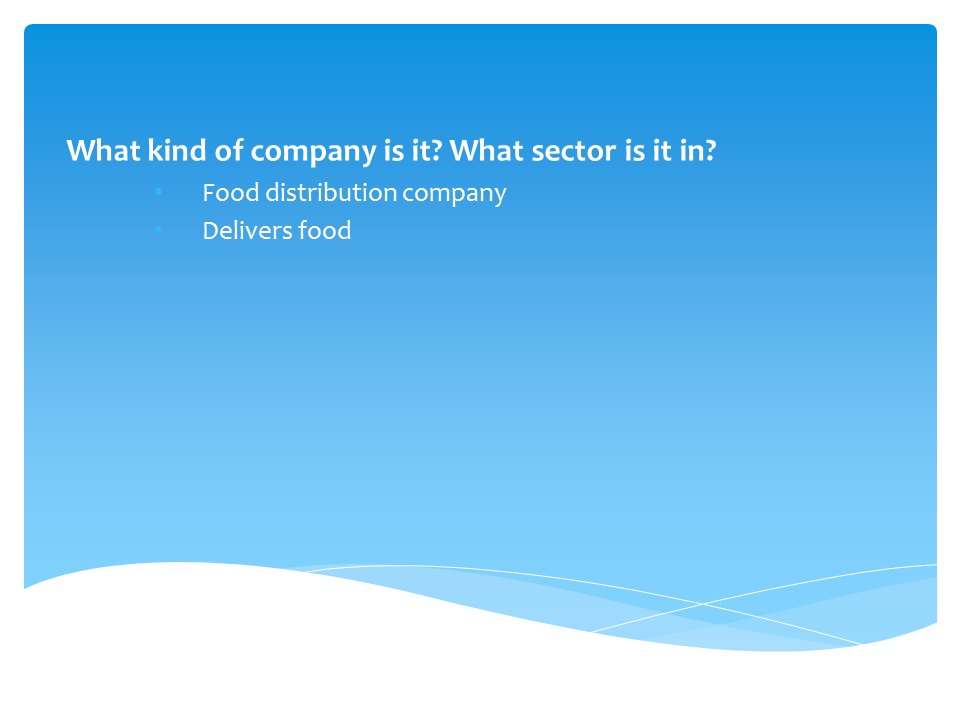 What kind of company is it? What sector is it in?
• Food distribution company
• Delivers food